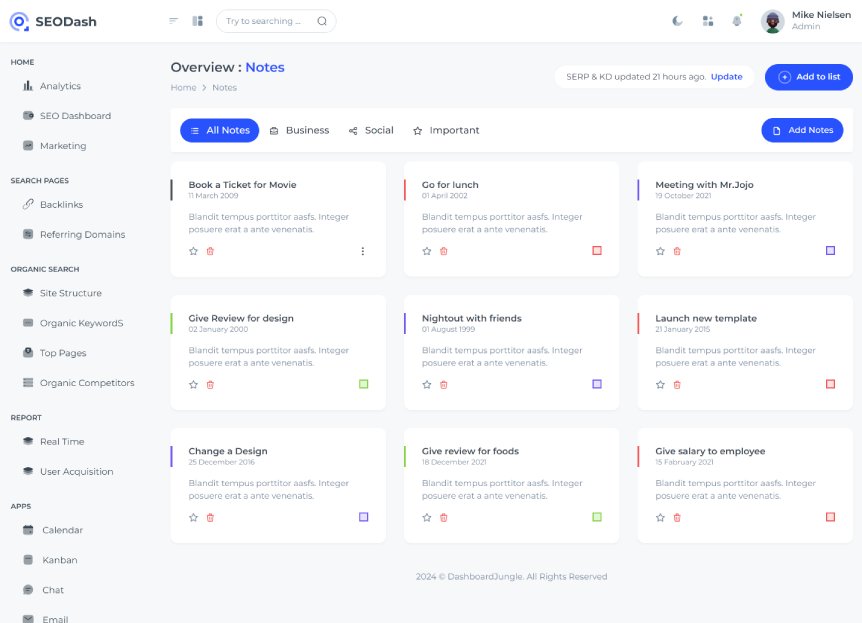 SEODash
Try to searching ...
Mike Nielsen
Admin
HOME
Analytics
SEO Dashboard
Marketing
SEARCH PAGES
Backlinks
Referring Domains
ORGANIC SEARCH
Site Structure
Organic KeywordS
Top Pages
Organic Competitors
REPORT
Real Time
User Acquisition
APPS
Calendar
Kanban
Chat
Email
Overview : Notes
Home > Notes
SERP & KD updated 21 hours ago. Update
Add to list
All Notes
Business
Social
Important
Add Notes
Book a Ticket for Movie
11 March 2009
Blandit tempus porttitor aasfs. Integer
posuere erat a ante venenatis.
Go for lunch
01 April 2002
Blandit tempus porttitor aasfs. Integer
posuere erat a ante venenatis.
Meeting with Mr.Jojo
19 October 2021
Blandit tempus porttitor aasfs. Integer
posuere erat a ante venenatis.
Give Review for design
02 January 2000
Blandit tempus porttitor aasfs. Integer
posuere erat a ante venenatis.
Nightout with friends
01 August 1999
Blandit tempus porttitor aasfs. Integer
posuere erat a ante venenatis.
Launch new template
21 January 2015
Blandit tempus porttitor aasfs. Integer
posuere erat a ante venenatis.
Change a Design
25 December 2016
Blandit tempus porttitor aasfs. Integer
posuere erat a ante venenatis.
Give review for foods
18 December 2021
Blandit tempus porttitor aasfs. Integer
posuere erat a ante venenatis.
Give salary to employee
15 Fabruary 2021
Blandit tempus porttitor aasfs. Integer
posuere erat a ante venenatis.
2024 © DashboardJungle. All Rights Reserved